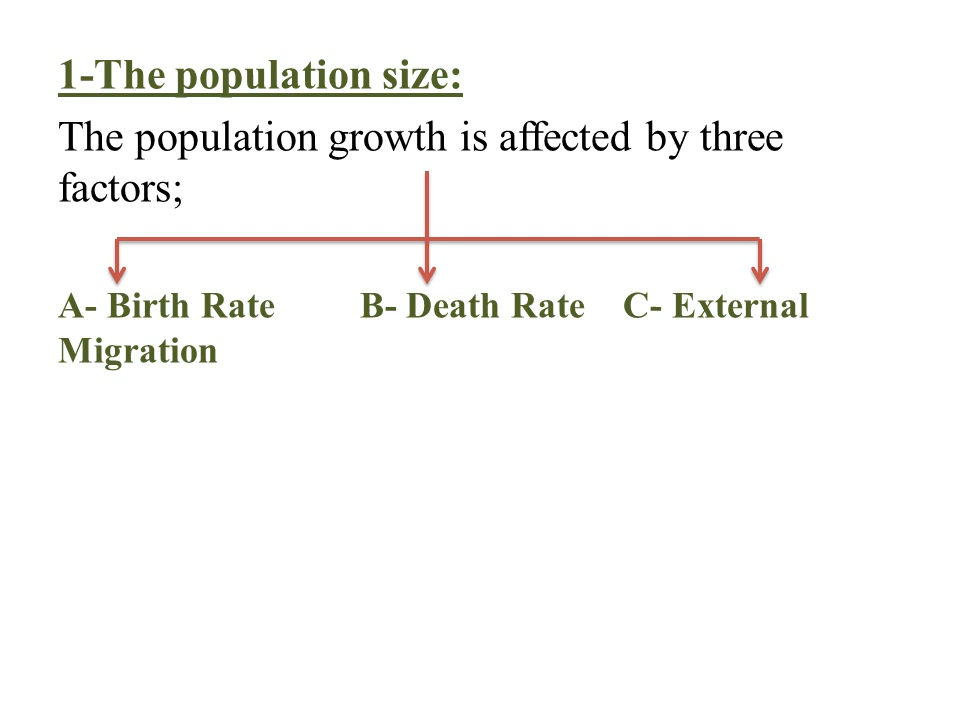 1-The population size:
The population growth is affected by three
factors;
A- Birth Rate B- Death Rate C- External
Migration